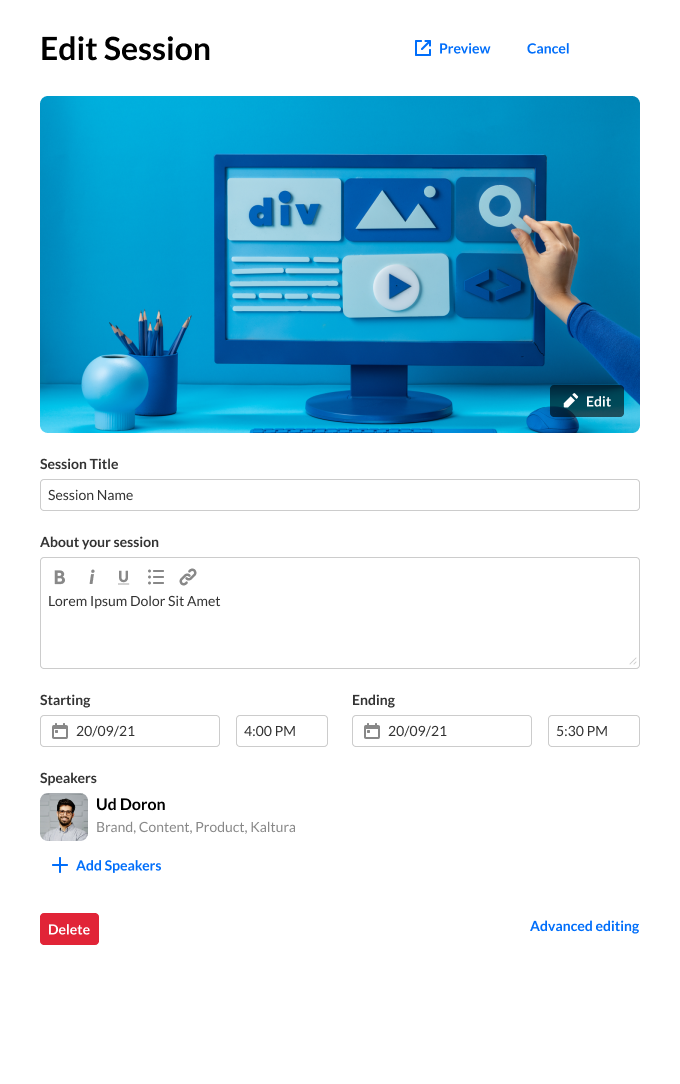 Edit Session
Preview
Cancel
div
Edit
Session Title
Session Name
About your session
B i U
Lorem Ipsum Dolor Sit Amet
Starting
Ending
20/09/21
4:00 PM
20/09/21
5:30 PM
Speakers
Ud Doron
Brand, Content, Product, Kaltura
Add Speakers
Delete
Advanced editing